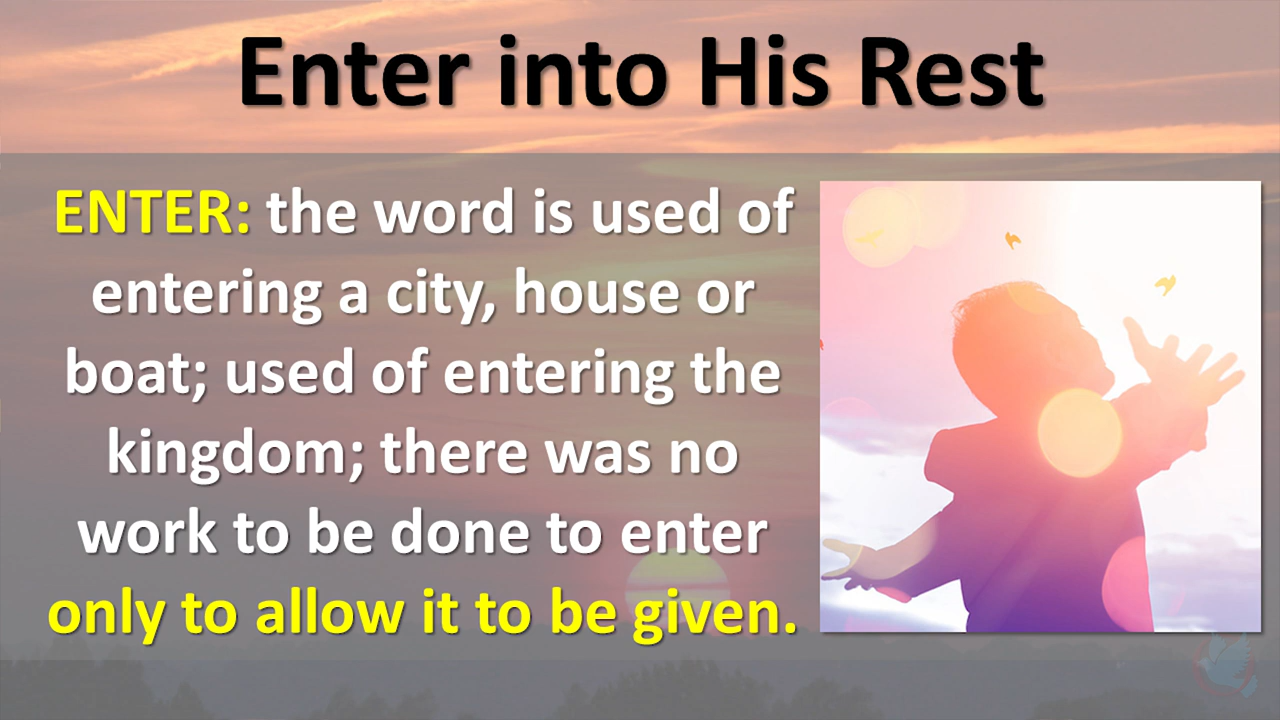 Enter into His Rest
ENTER: the word is used of
entering a city, house or
boat; used of entering the
kingdom; there was no
work to be done to enter
only to allow it to be given.